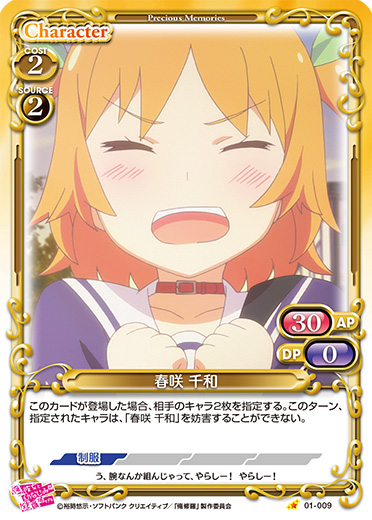 Precious Memories
Character
COST
2
SOURCE
2
30 AP
DP 0
春咲 千和
このカードが登場した場合、相手のキャラ2枚を指定する。このターン、
指定されたキャラは、「春咲 千和」を妨害することができない。
制服
う、腕なんか組んじゃって、やらしー! やらしー!
©裕時悠示・ソフトバンク クリエイティブ/「俺修羅」製作委員会
01-009